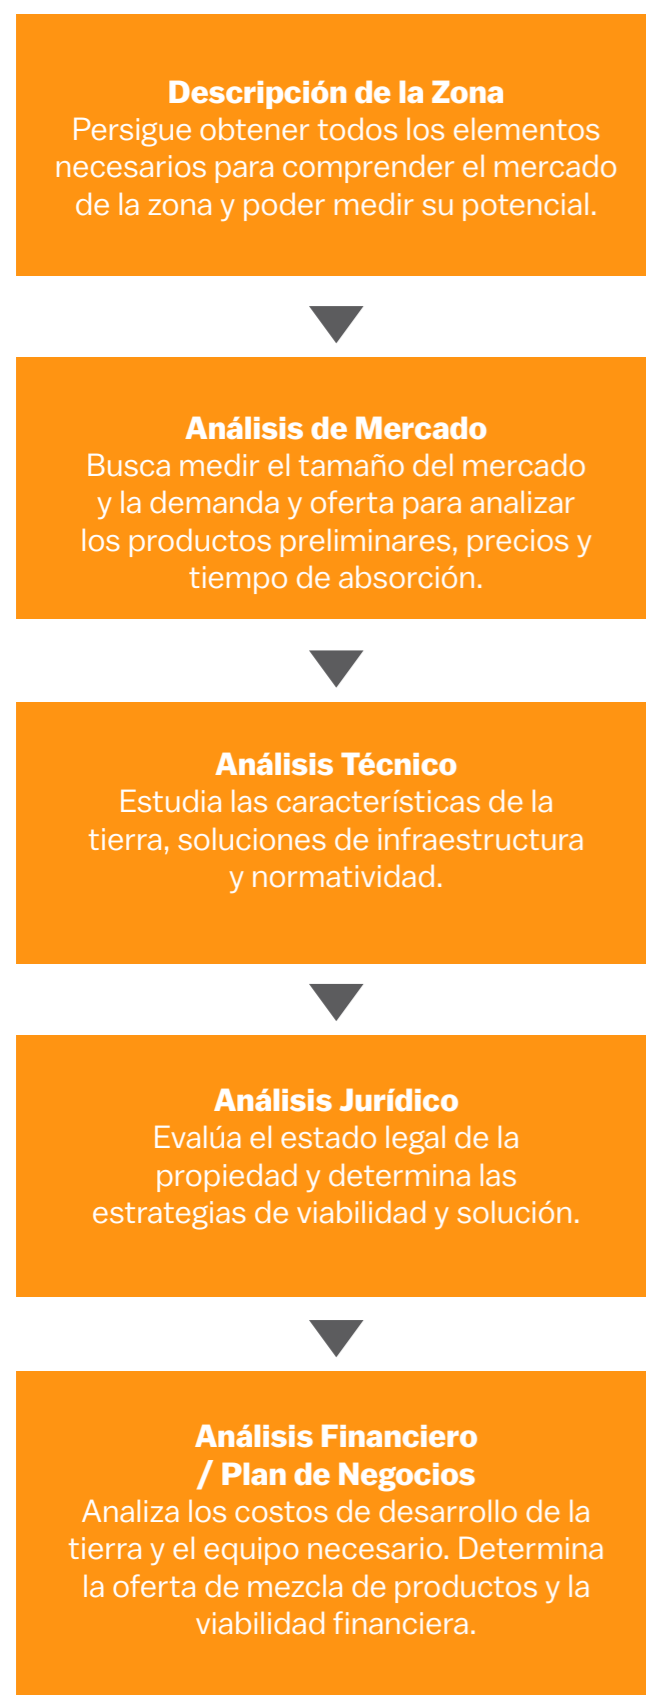 Descripción de la Zona
Persigue obtener todos los elementos
necesarios para comprender el mercado
de la zona y poder medir su potencial.
Análisis de Mercado
Busca medir el tamaño del mercado
y la demanda y oferta para analizar
los productos preliminares, precios y
tiempo de absorción.
Análisis Técnico
Estudia las características de la
tierra, soluciones de infraestructura
y normatividad.
Análisis Jurídico
Evalúa el estado legal de la
propiedad y determina las
estrategias de viabilidad y solución.
Análisis Financiero
/ Plan de Negocios
Analiza los costos de desarrollo de la
tierra y el equipo necesario. Determina
la oferta de mezcla de productos y la
viabilidad financiera.